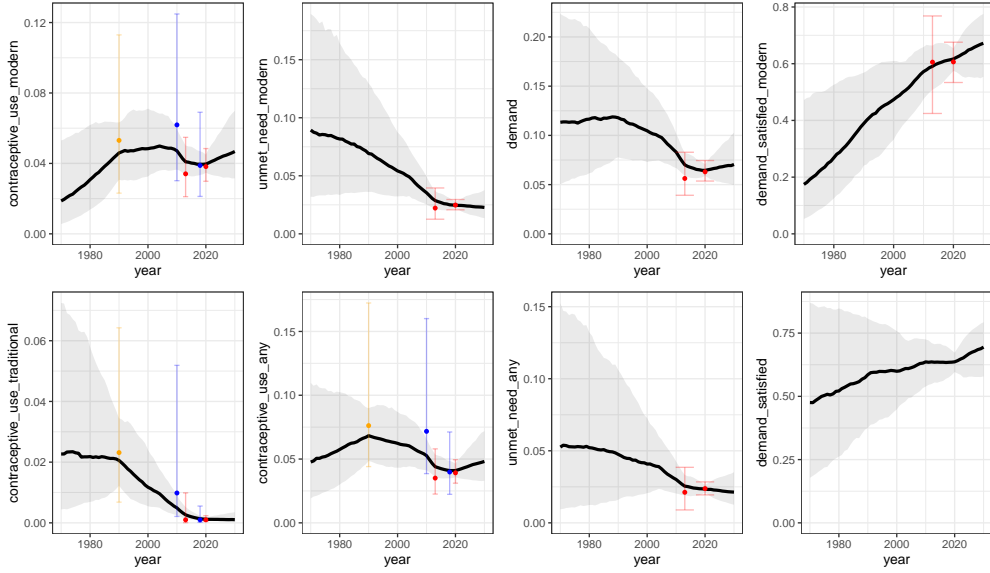 contraceptive_use_modern
0.12
0.08
0.04
0.00
1980 2000 2020
year
unmet_need_modern
0.15
0.10
0.05
0.00
1980 2000 2020
year
demand
0.20
0.15
0.10
0.05
0.00
1980 2000 2020
year
demand_satisfied_modern
0.8
0.6
0.4
0.2
0.0
1980 2000 2020
year
contraceptive_use_traditional
0.06
0.04
0.02
0.00
1980 2000 2020
year
contraceptive_use_any
0.15
0.10
0.05
0.00
1980 2000 2020
year
unmet_need_any
0.15
0.10
0.05
0.00
1980 2000 2020
year
demand_satisfied
0.75
0.50
0.25
0.00
1980 2000 2020
year